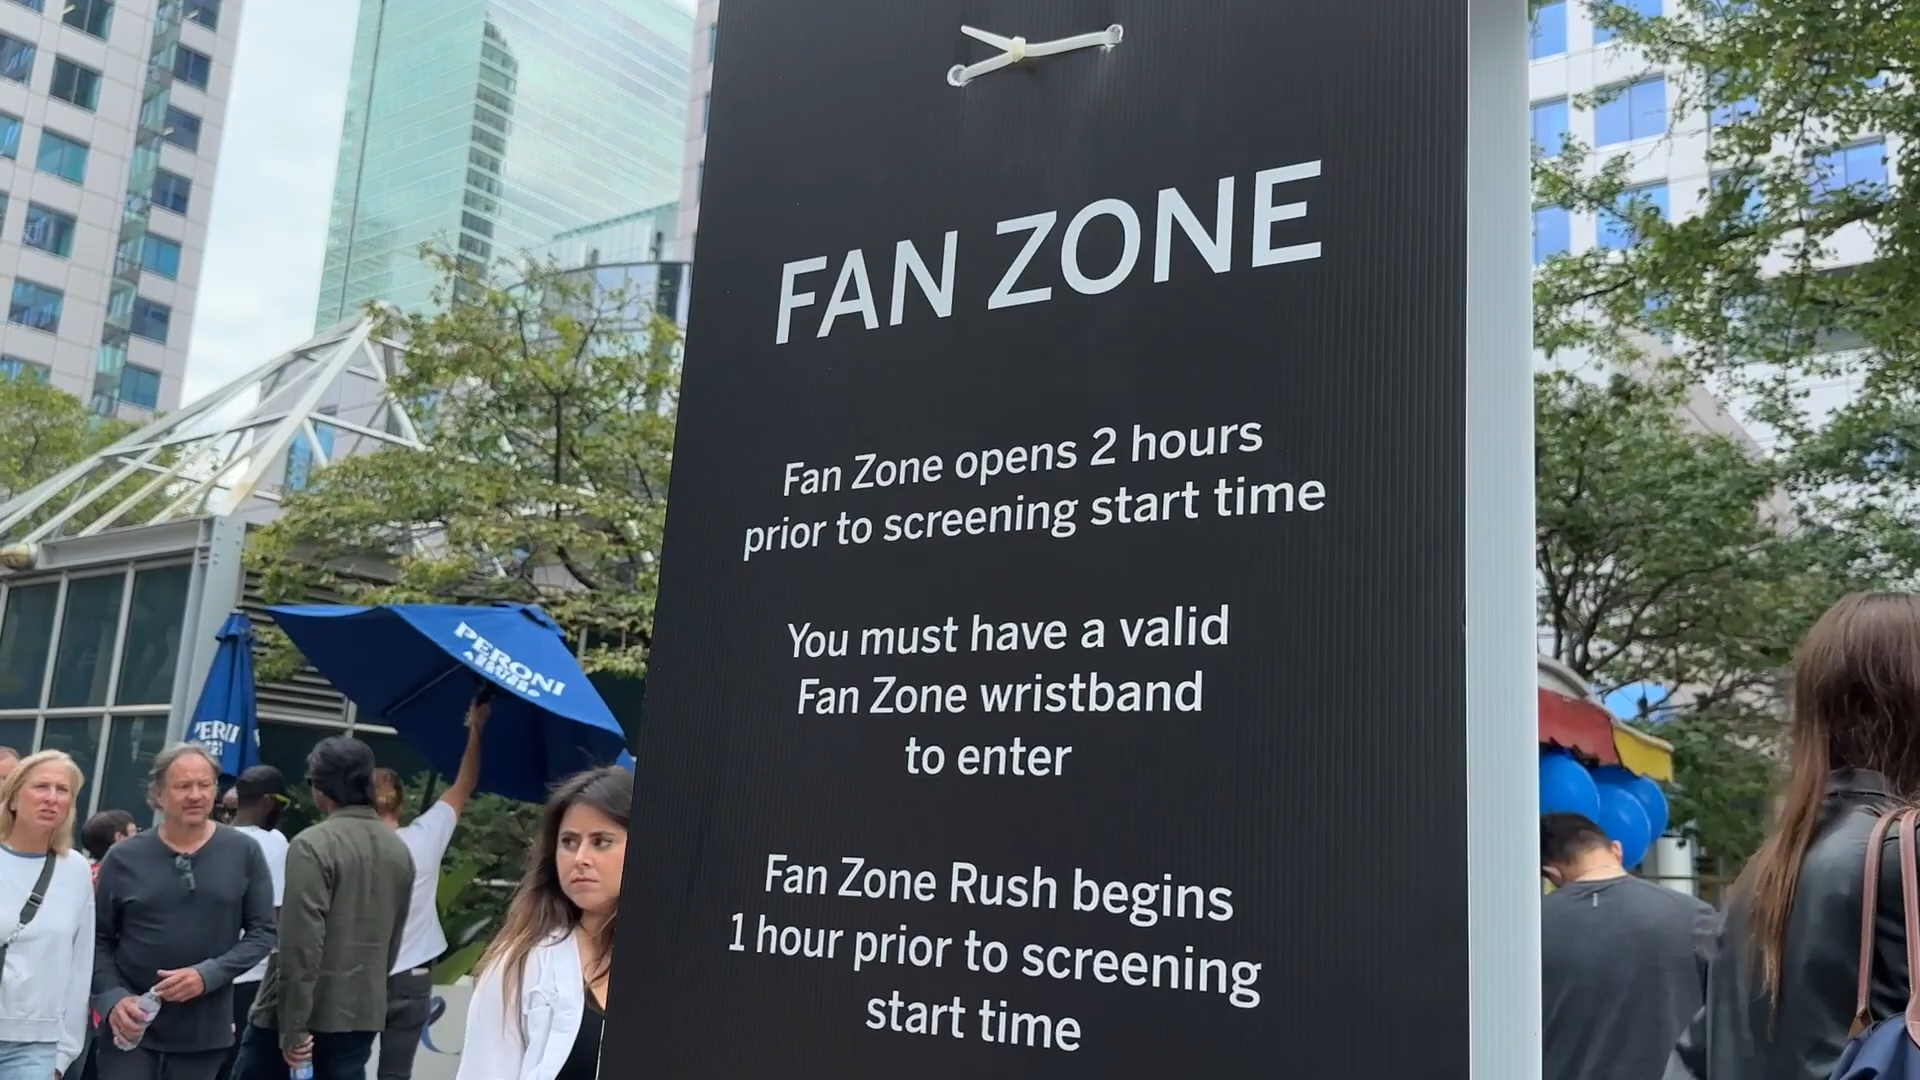 FAN ZONE
Fan Zone opens 2 hours
prior to screening start time
You must have a valid
Fan Zone wristband
to enter
Fan Zone Rush begins
1 hour prior to screening
start time
PERONI